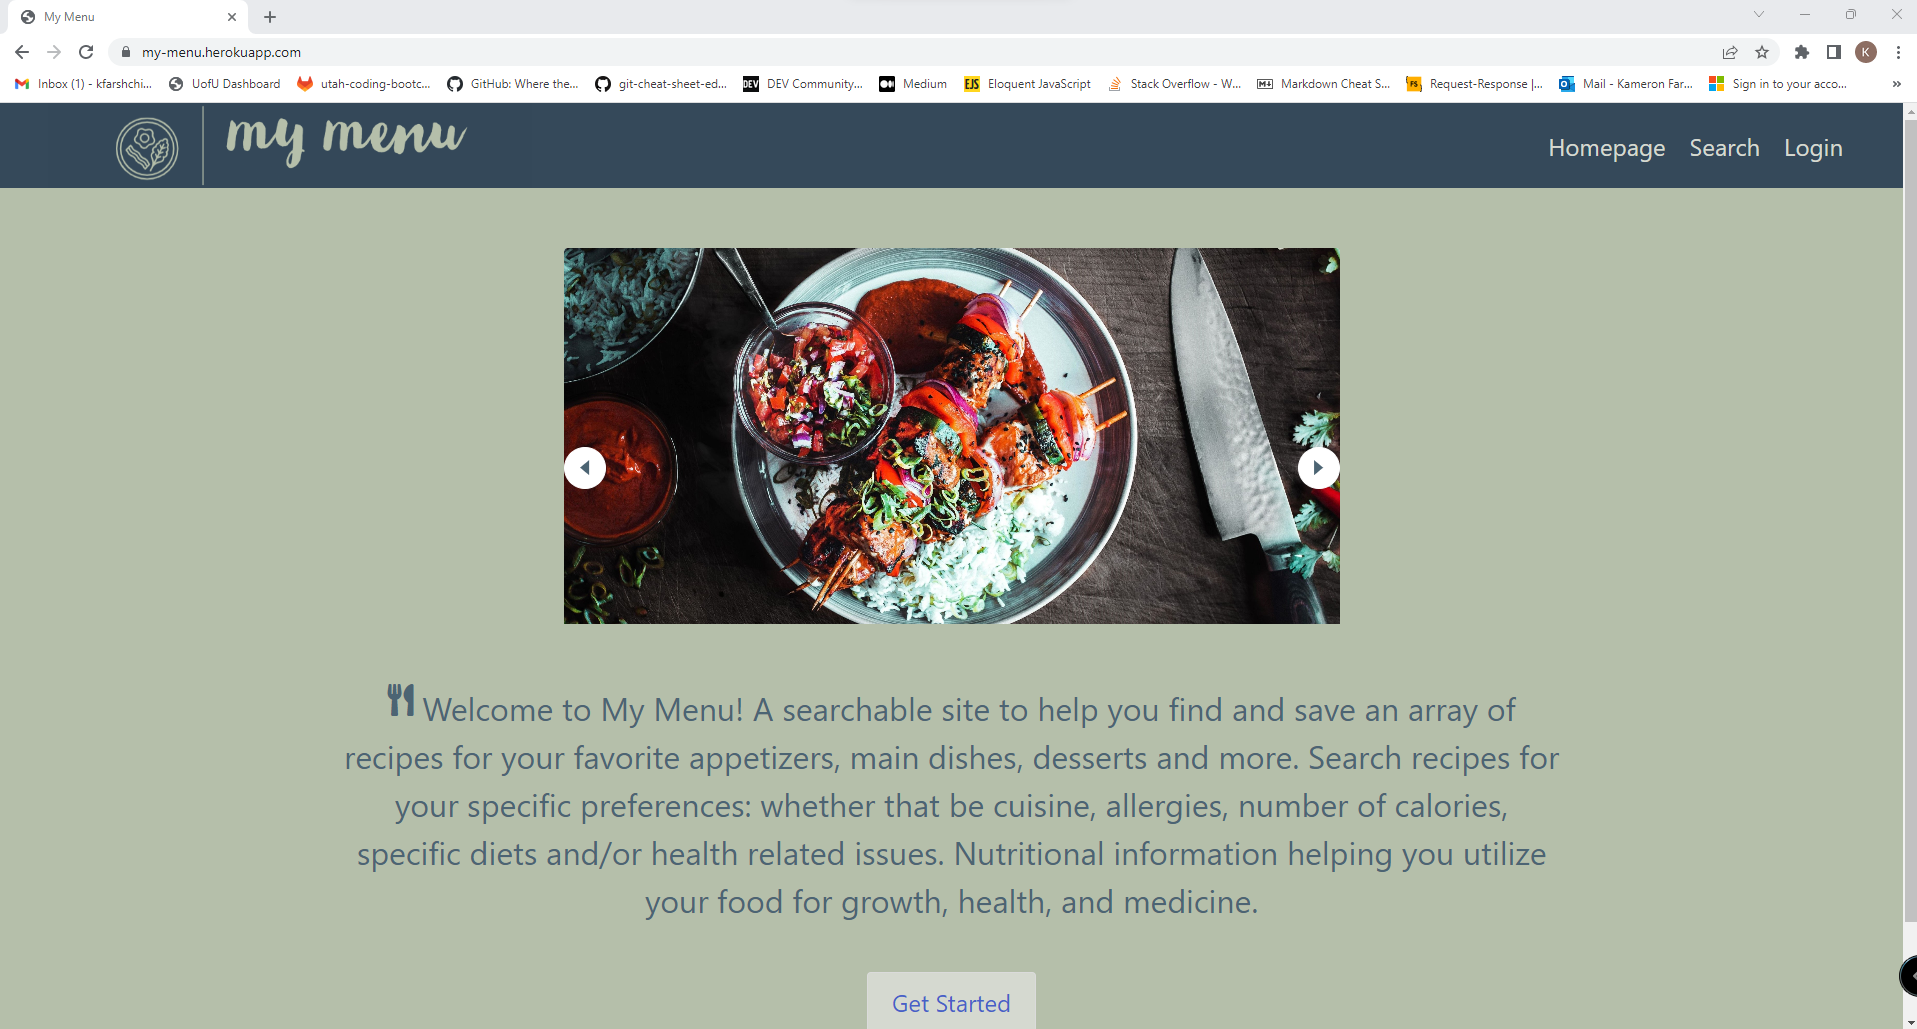 My Menu
my-menu.herokuapp.com
K
Inbox (1) - kfarshchi...
UofU Dashboard
utah-coding-bootc...
GitHub: Where the...
git-cheat-sheet-ed...
DEV
DEV Community...
Medium
EJS
Eloquent JavaScript
Stack Overflow - W...
Markdown Cheat S...
FS
Request-Response |...
Mail - Kameron Far...
Sign in to your acco...
»
my menu
Homepage
Search
Login
Welcome to My Menu! A searchable site to help you find and save an array of
recipes for your favorite appetizers, main dishes, desserts and more. Search recipes for
your specific preferences: whether that be cuisine, allergies, number of calories,
specific diets and/or health related issues. Nutritional information helping you utilize
your food for growth, health, and medicine.
Get Started